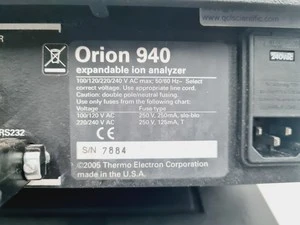 Orion 940
expandable ion analyzer
100/120/220/240 V AC max; 50/60 Hz- Select
correct voltage. Use appropriate line cord.
Caution: double pole/neutral fusing.
Use only fuses from the following chart.
Voltage Fuse type
100/120 V AC 250 V, 250mA, slo-blo
220/240 V AC 250 V, 125mA, T
CE
RS232
S/N 7884
©2005 Thermo Electron Corporation
made in the U.S.A.